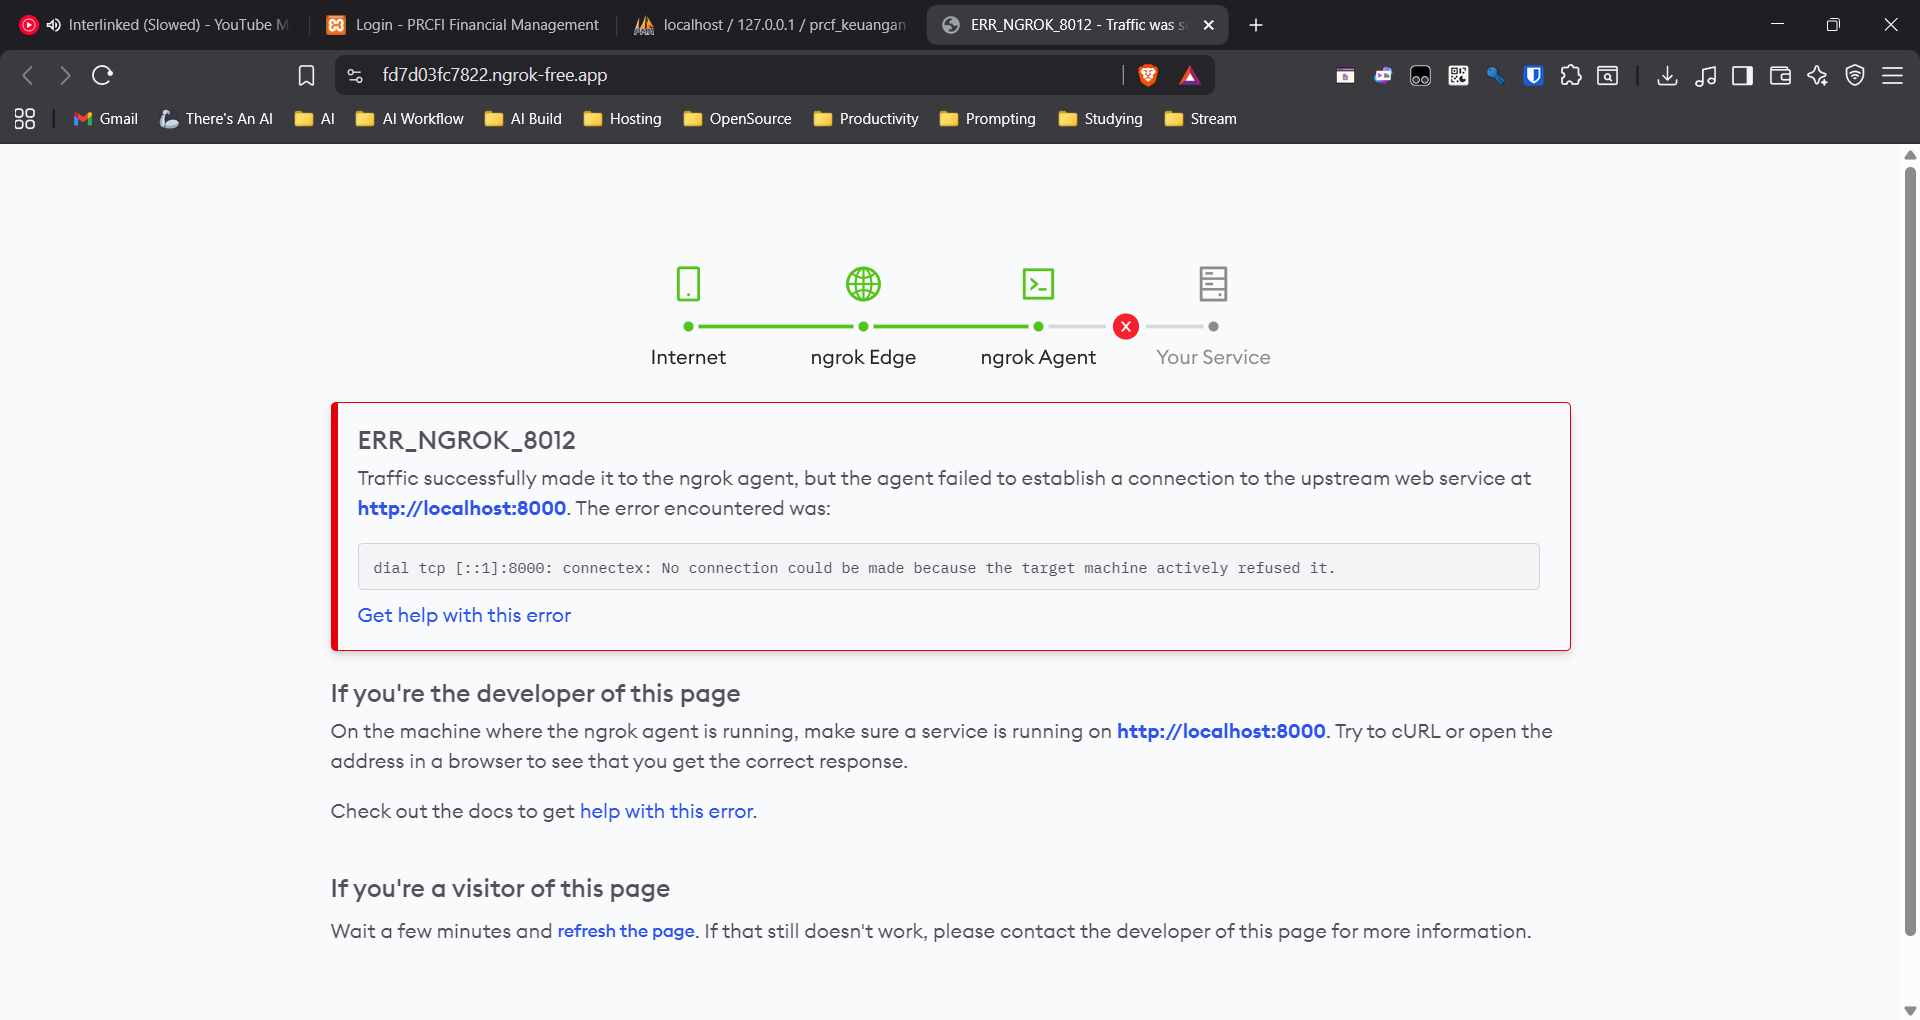 Interlinked (Slowed) - YouTube M
Login - PRCFI Financial Management
localhost / 127.0.0.1 / prcf_keuangan
ERR_NGROK_8012 - Traffic was s
fd7d03fc7822.ngrok-free.app
Gmail
There's An AI
AI
AI Workflow
AI Build
Hosting
OpenSource
Productivity
Prompting
Studying
Stream
Internet
ngrok Edge
ngrok Agent
Your Service
ERR_NGROK_8012
Traffic successfully made it to the ngrok agent, but the agent failed to establish a connection to the upstream web service at
http://localhost:8000. The error encountered was:
dial tcp [::1]:8000: connectex: No connection could be made because the target machine actively refused it.
Get help with this error
If you're the developer of this page
On the machine where the ngrok agent is running, make sure a service is running on http://localhost:8000. Try to cURL or open the
address in a browser to see that you get the correct response.
Check out the docs to get help with this error.
If you're a visitor of this page
Wait a few minutes and refresh the page. If that still doesn't work, please contact the developer of this page for more information.